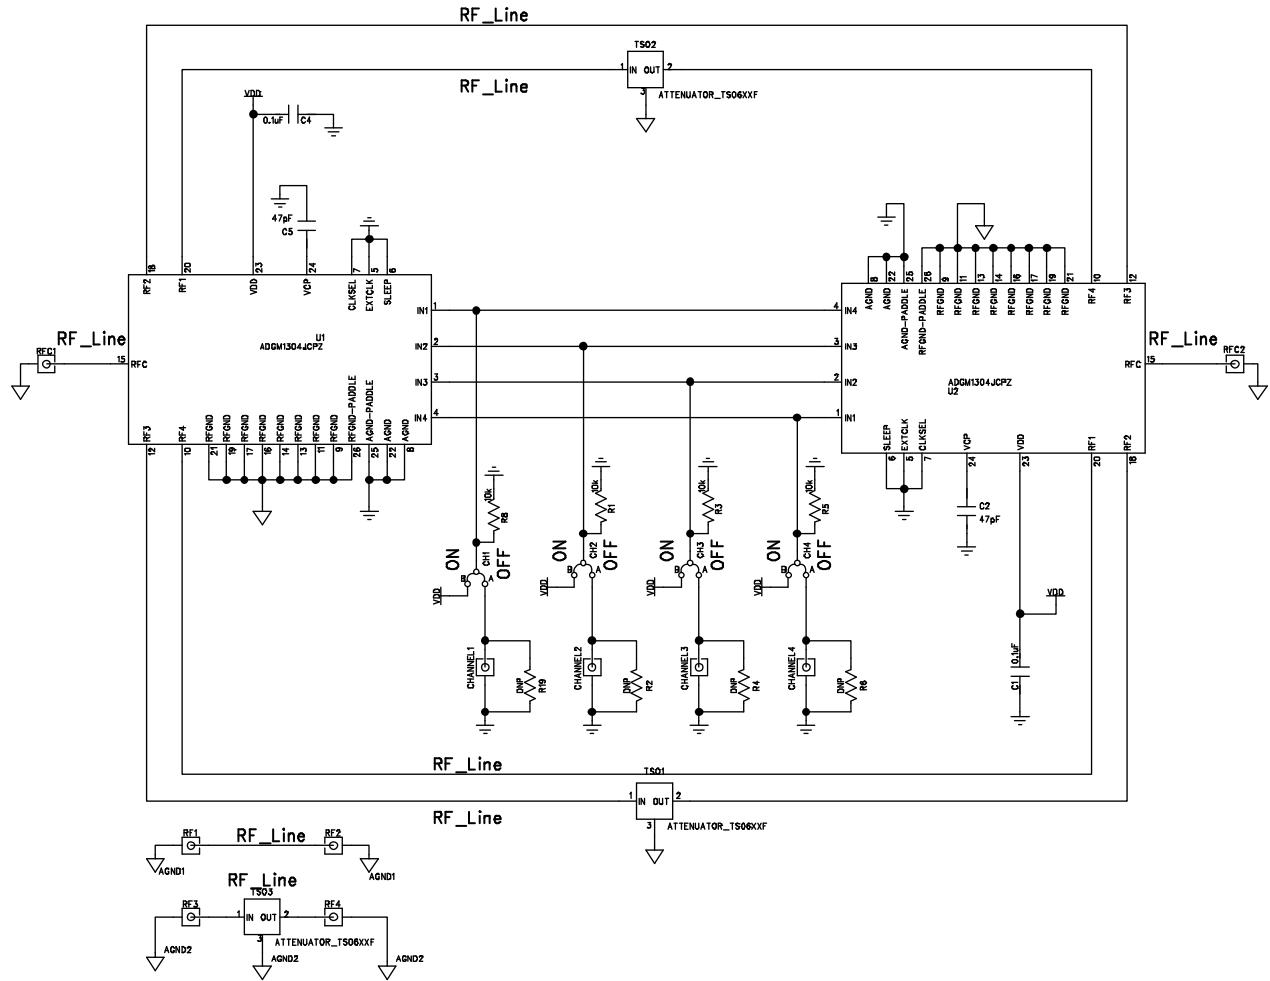 RF_Line
TS02
1 IN OUT 2
RF_Line
3 ATTENUATOR_TS06XXF
VDD
0.1uF C4
47pF
C5
18 20 23 24 7 5 6
RF2 RF1 VDD VCP CLKSEL EXTCLK SLEEP
8 22 25 26 9 11 13 14 16 17 19 21 10 12
AGND AGND AGND-PADDLE RFGND-PADDLE RFGND RFGND RFGND RFGND RFGND RFGND RFGND RFGND RF4 RF3
IN1 1
4 IN4
IN2 2
3 IN3
IN3 3
2 IN2
IN4 4
1 IN1
U1
ADGM1304JCPZ
RF_Line
RFC1
15 RFC
RF_Line
RFC2
RFC 15
ADGM1304JCPZ
U2
RF3 RF4 RFGND RFGND RFGND RFGND RFGND RFGND RFGND RFGND RFGND-PADDLE AGND-PADDLE AGND AGND
12 10 21 19 17 16 14 13 11 9 26 25 22 8
SLEEP EXTCLK CLKSEL VCP VDD RF1 RF2
6 5 7 24 23 20 18
10k R8
10k R1
10k R3
10k R5
C2
47pF
ON CH1 OFF
B A
VDD
ON CH2 OFF
B A
VDD
ON CH3 OFF
B A
VDD
ON CH4 OFF
B A
VDD
VDD
0.1uF
C1
CHANNEL1
DNP R19
CHANNEL2
DNP R2
CHANNEL3
DNP R4
CHANNEL4
DNP R6
RF_Line
TS01
1 IN OUT 2
RF_Line
3 ATTENUATOR_TS06XXF
RF1 RF_Line RF2
AGND1 AGND1
RF_Line
TS03
RF3 1 IN OUT 2 RF4
3 ATTENUATOR_TS06XXF
AGND2 AGND2 AGND2